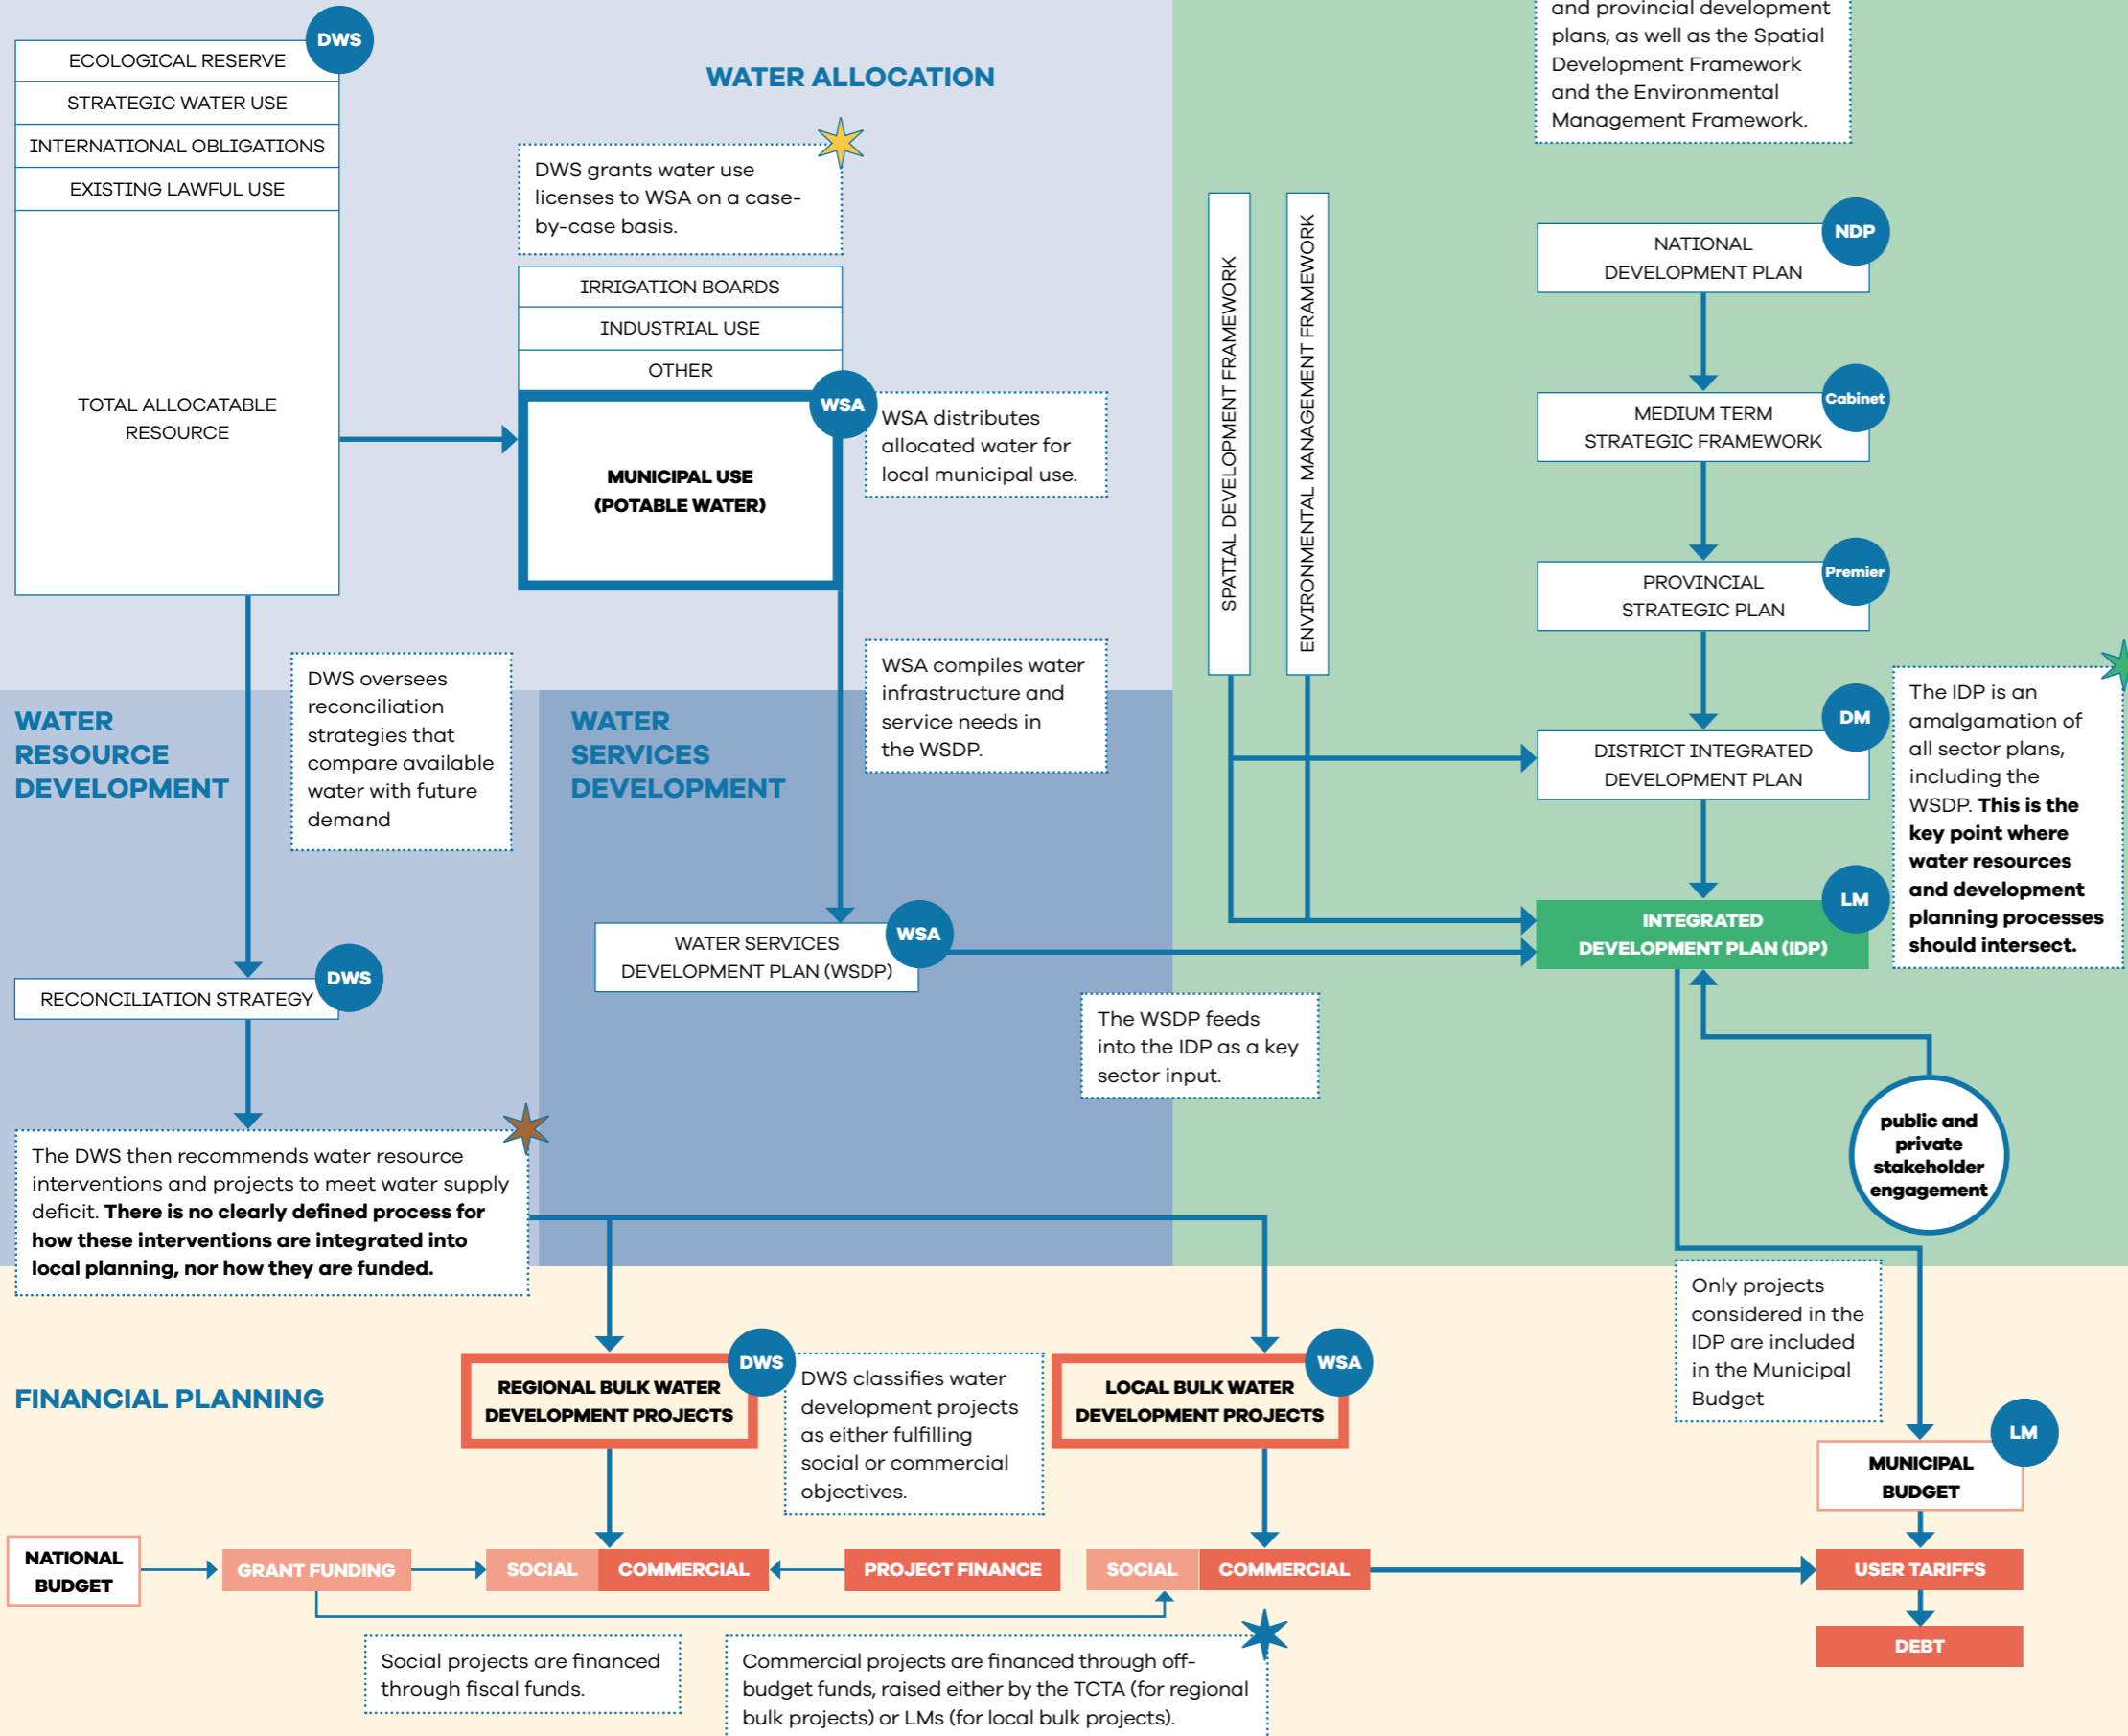 DWS
ECOLOGICAL RESERVE
STRATEGIC WATER USE
INTERNATIONAL OBLIGATIONS
EXISTING LAWFUL USE
TOTAL ALLOCATABLE
RESOURCE
WATER ALLOCATION
DWS grants water use
licenses to WSA on a case-
by-case basis.
IRRIGATION BOARDS
INDUSTRIAL USE
OTHER
WSA
MUNICIPAL USE
(POTABLE WATER)
WSA distributes
allocated water for
local municipal use.
and provincial development
plans, as well as the Spatial
Development Framework
and the Environmental
Management Framework.
SPATIAL DEVELOPMENT FRAMEWORK
ENVIRONMENTAL MANAGEMENT FRAMEWORK
NDP
NATIONAL
DEVELOPMENT PLAN
Cabinet
MEDIUM TERM
STRATEGIC FRAMEWORK
Premier
PROVINCIAL
STRATEGIC PLAN
DM
DISTRICT INTEGRATED
DEVELOPMENT PLAN
LM
INTEGRATED
DEVELOPMENT PLAN (IDP)
The IDP is an
amalgamation of
all sector plans,
including the
WSDP. This is the
key point where
water resources
and development
planning processes
should intersect.
WATER
RESOURCE
DEVELOPMENT
DWS oversees
reconciliation
strategies that
compare available
water with future
demand
WATER
SERVICES
DEVELOPMENT
WSA compiles water
infrastructure and
service needs in
the WSDP.
WSA
WATER SERVICES
DEVELOPMENT PLAN (WSDP)
DWS
RECONCILIATION STRATEGY
The WSDP feeds
into the IDP as a key
sector input.
public and
private
stakeholder
engagement
The DWS then recommends water resource
interventions and projects to meet water supply
deficit. There is no clearly defined process for
how these interventions are integrated into
local planning, nor how they are funded.
Only projects
considered in the
IDP are included
in the Municipal
Budget
FINANCIAL PLANNING
DWS
REGIONAL BULK WATER
DEVELOPMENT PROJECTS
DWS classifies water
development projects
as either fulfilling
social or commercial
objectives.
WSA
LOCAL BULK WATER
DEVELOPMENT PROJECTS
LM
MUNICIPAL
BUDGET
NATIONAL
BUDGET
GRANT FUNDING
SOCIAL
COMMERCIAL
PROJECT FINANCE
SOCIAL
COMMERCIAL
USER TARIFFS
DEBT
Social projects are financed
through fiscal funds.
Commercial projects are financed through off-
budget funds, raised either by the TCTA (for regional
bulk projects) or LMs (for local bulk projects).